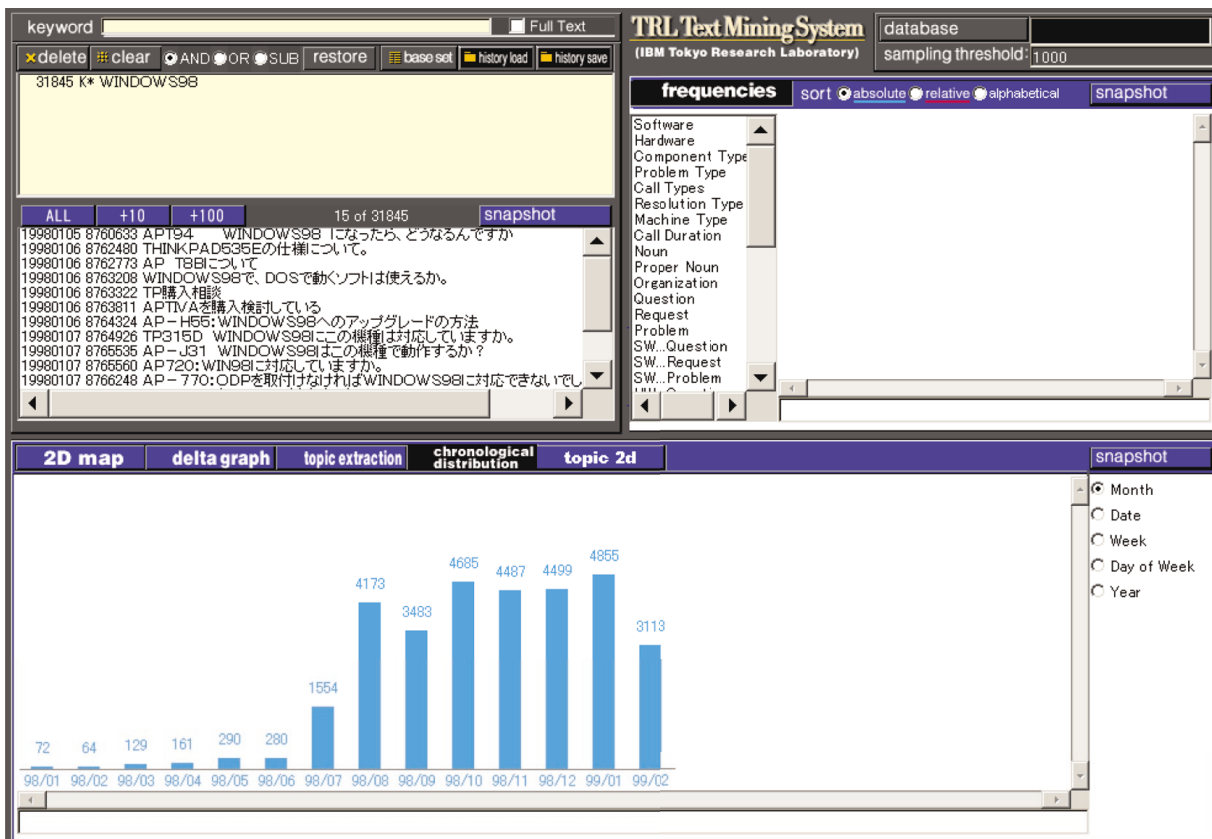 keyword Full Text
delete clear AND OR SUB restore base set history load history save
31845 K* WINDOWS98
ALL +10 +100 15 of 31845 snapshot
19980105 8760633 APT94 WINDOWS98 になったら、どうなるんですか
19980106 8762480 THINKPAD535Eの仕様について。
19980106 8762773 AP T8Bについて
19980106 8763208 WINDOWS98で、DOSで動くソフトは使えるか。
19980106 8763322 TP購入相談
19980106 8763811 APTIVAを購入検討している
19980106 8764324 AP-H55:WINDOWS98へのアップグレードの方法
19980107 8764926 TP315D WINDOWS98にこの機種は対応していますか。
19980107 8765535 AP-J31 WINDOWS98はこの機種で動作するか?
19980107 8765560 AP720:WIN98に対応していますか。
19980107 8766248 AP-770:ODPを取付けなければWINDOWS98に対応できないでし
TRL Text Mining System
(IBM Tokyo Research Laboratory)
database
sampling threshold: 1000
frequencies sort absolute relative alphabetical snapshot
Software
Hardware
Component Type
Problem Type
Call Types
Resolution Type
Machine Type
Call Duration
Noun
Proper Noun
Organization
Question
Request
Problem
SW...Question
SW...Request
SW...Problem
2D map delta graph topic extraction chronological distribution topic 2d snapshot
Month
Date
Week
Day of Week
Year
72 64 129 161 290 280 1554 4173 3483 4685 4487 4499 4855 3113
98/01 98/02 98/03 98/04 98/05 98/06 98/07 98/08 98/09 98/10 98/11 98/12 99/01 99/02